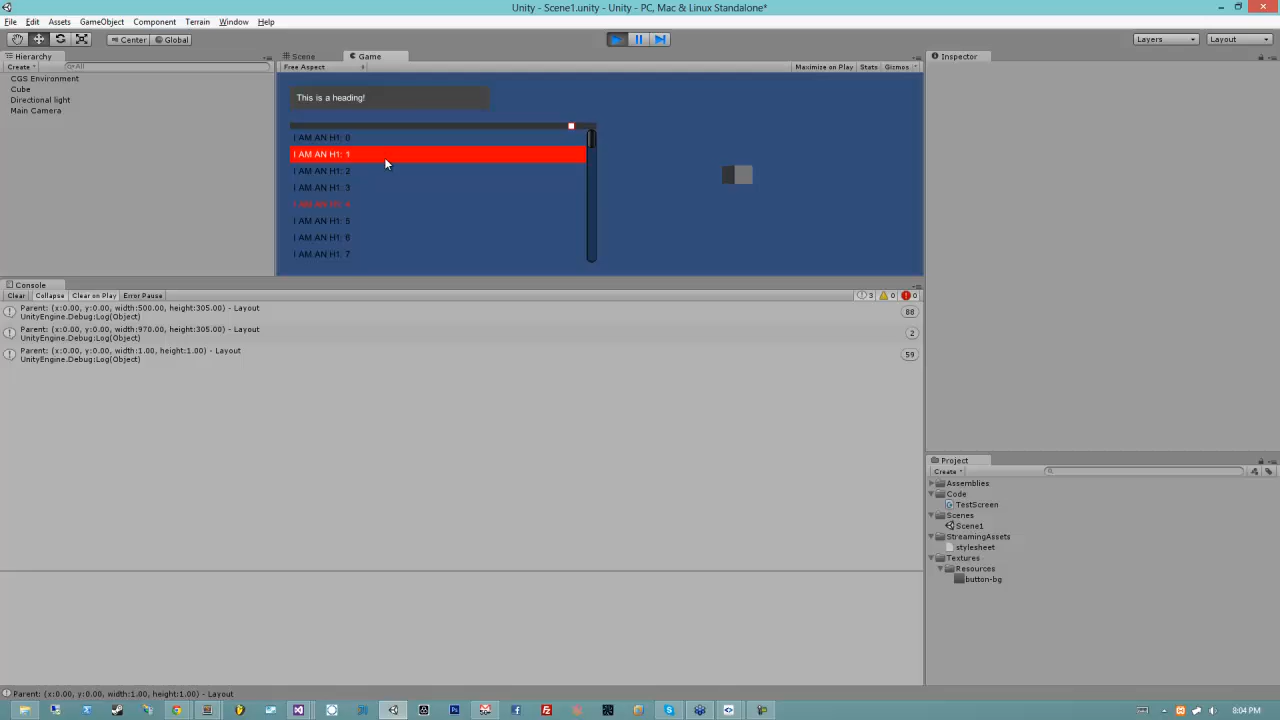 Unity - Scene1.unity - Unity - PC, Mac & Linux Standalone*
File Edit Assets GameObject Component Terrain Window Help
Center Global Layers Layout
Hierarchy Scene Game Inspector
Create All Free Aspect Maximize on Play Stats Gizmos
CGS Environment
Cube
Directional light
Main Camera
This is a heading!
I AM AN H1: 0
I AM AN H1: 1
I AM AN H1: 2
I AM AN H1: 3
I AM AN H1: 4
I AM AN H1: 5
I AM AN H1: 6
I AM AN H1: 7
Console
Clear Collapse Clear on Play Error Pause 3 0 0
Parent: (x:0.00, y:0.00, width:500.00, height:305.00) - Layout
UnityEngine.Debug:Log(Object)
88
Parent: (x:0.00, y:0.00, width:970.00, height:305.00) - Layout
UnityEngine.Debug:Log(Object)
2
Parent: (x:0.00, y:0.00, width:1.00, height:1.00) - Layout
UnityEngine.Debug:Log(Object)
59
Project
Create
Assemblies
Code
TestScreen
Scenes
Scene1
StreamingAssets
stylesheet
Textures
Resources
button-bg
Parent: (x:0.00, y:0.00, width:1.00, height:1.00) - Layout
8:04 PM